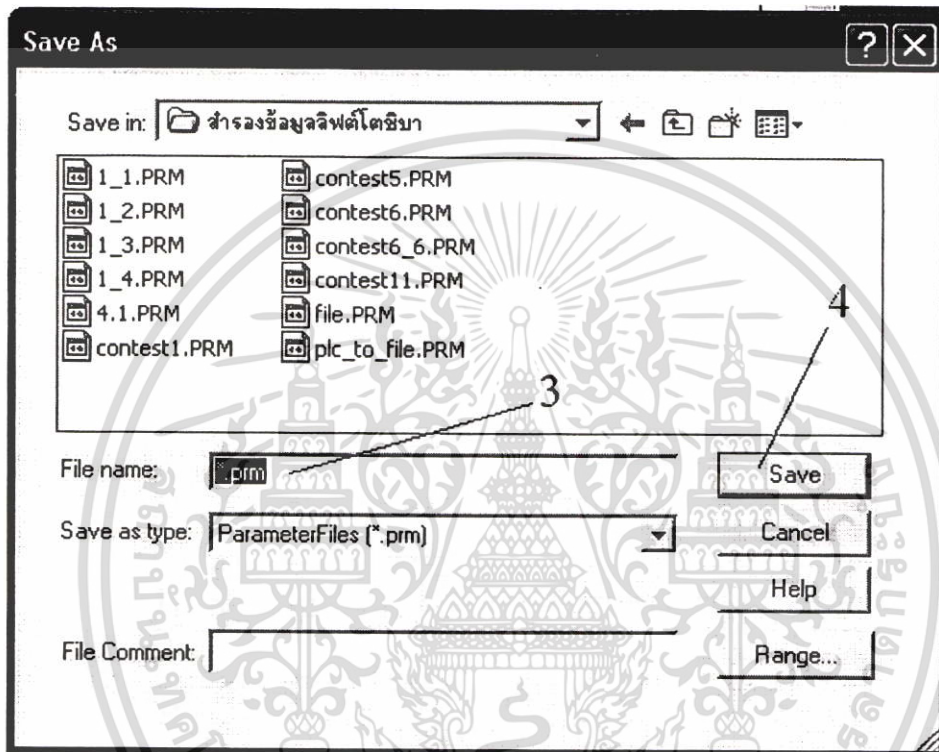 Save As
Save in: สำรองข้อมูลลิฟต์โตชิบา
1_1.PRM
1_2.PRM
1_3.PRM
1_4.PRM
4.1.PRM
contest1.PRM
contest5.PRM
contest6.PRM
contest6_6.PRM
contest11.PRM
file.PRM
plc_to_file.PRM
3
4
File name: *.prm
Save
Save as type: ParameterFiles (*.prm)
Cancel
Help
File Comment:
Range...